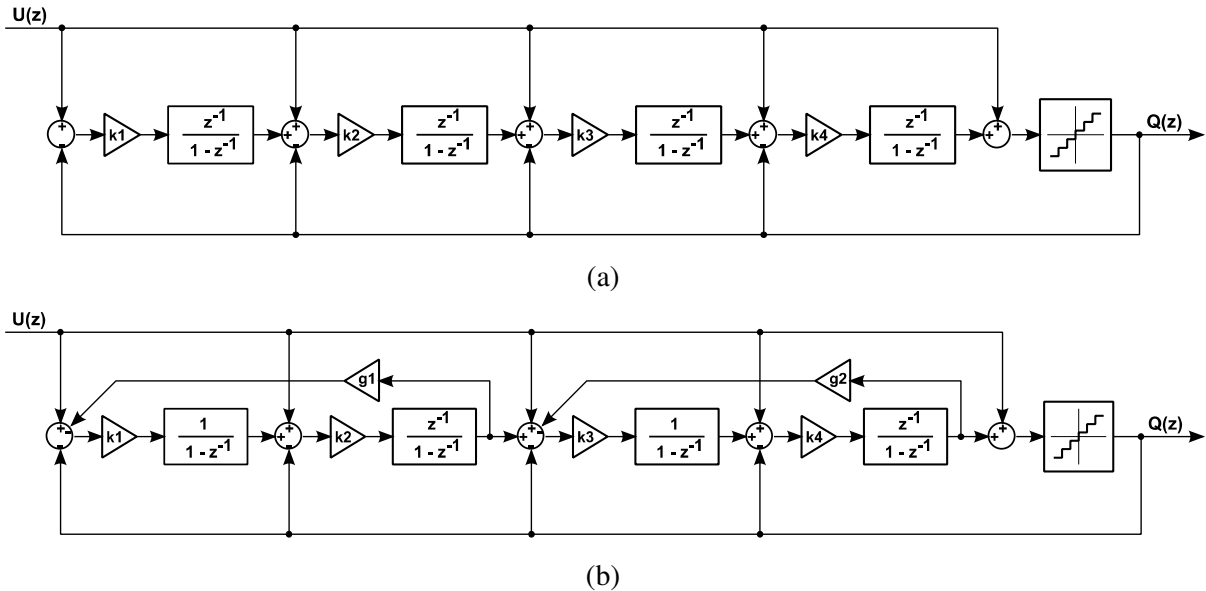 U(z)
k1 z⁻¹ / 1 - z⁻¹ k2 z⁻¹ / 1 - z⁻¹ k3 z⁻¹ / 1 - z⁻¹ k4 z⁻¹ / 1 - z⁻¹ Q(z)
(a)
U(z)
g1 g2
k1 1 / 1 - z⁻¹ k2 z⁻¹ / 1 - z⁻¹ k3 1 / 1 - z⁻¹ k4 z⁻¹ / 1 - z⁻¹ Q(z)
(b)